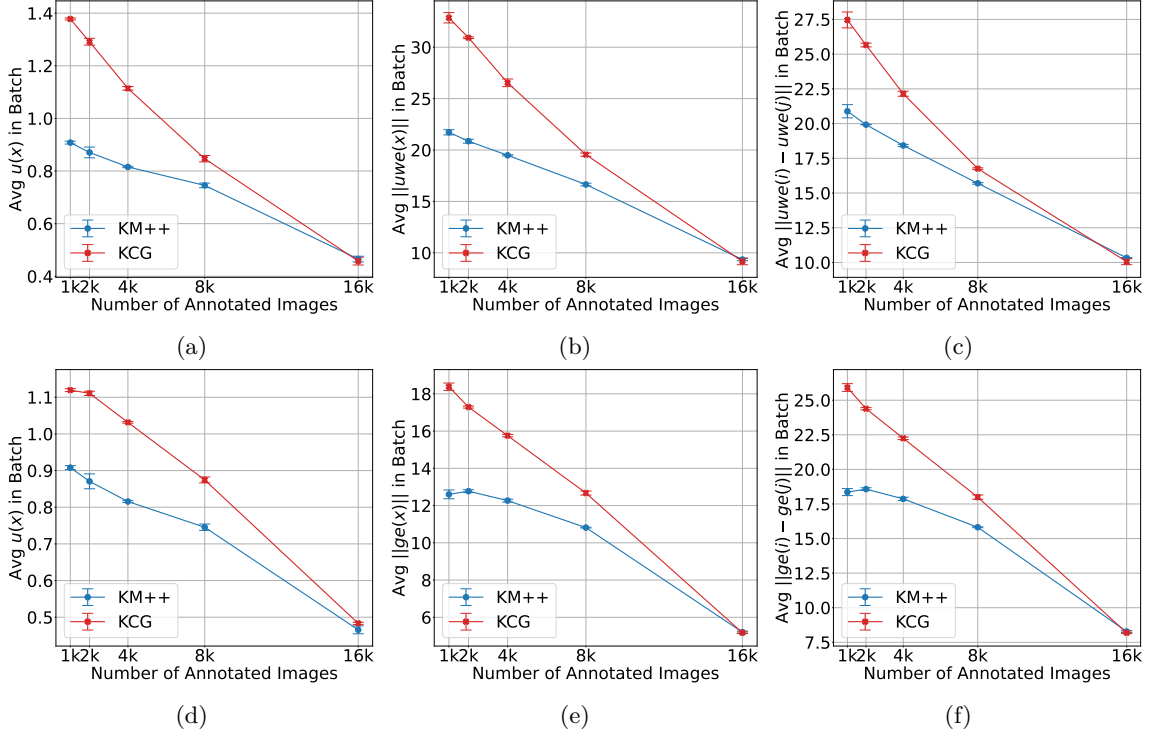 1.4
1.2
1.0
0.8
0.6
0.4
Avg u(x) in Batch
KM++
KCG
1k2k 4k 8k 16k
Number of Annotated Images
(a)
30
25
20
15
10
Avg ||uwe(x)|| in Batch
KM++
KCG
1k2k 4k 8k 16k
Number of Annotated Images
(b)
27.5
25.0
22.5
20.0
17.5
15.0
12.5
10.0
Avg ||uwe(i) − uwe(j)|| in Batch
KM++
KCG
1k2k 4k 8k 16k
Number of Annotated Images
(c)
1.1
1.0
0.9
0.8
0.7
0.6
0.5
Avg u(x) in Batch
KM++
KCG
1k2k 4k 8k 16k
Number of Annotated Images
(d)
18
16
14
12
10
8
6
Avg ||ge(x)|| in Batch
KM++
KCG
1k2k 4k 8k 16k
Number of Annotated Images
(e)
25.0
22.5
20.0
17.5
15.0
12.5
10.0
7.5
Avg ||ge(i) − ge(j)|| in Batch
KM++
KCG
1k2k 4k 8k 16k
Number of Annotated Images
(f)